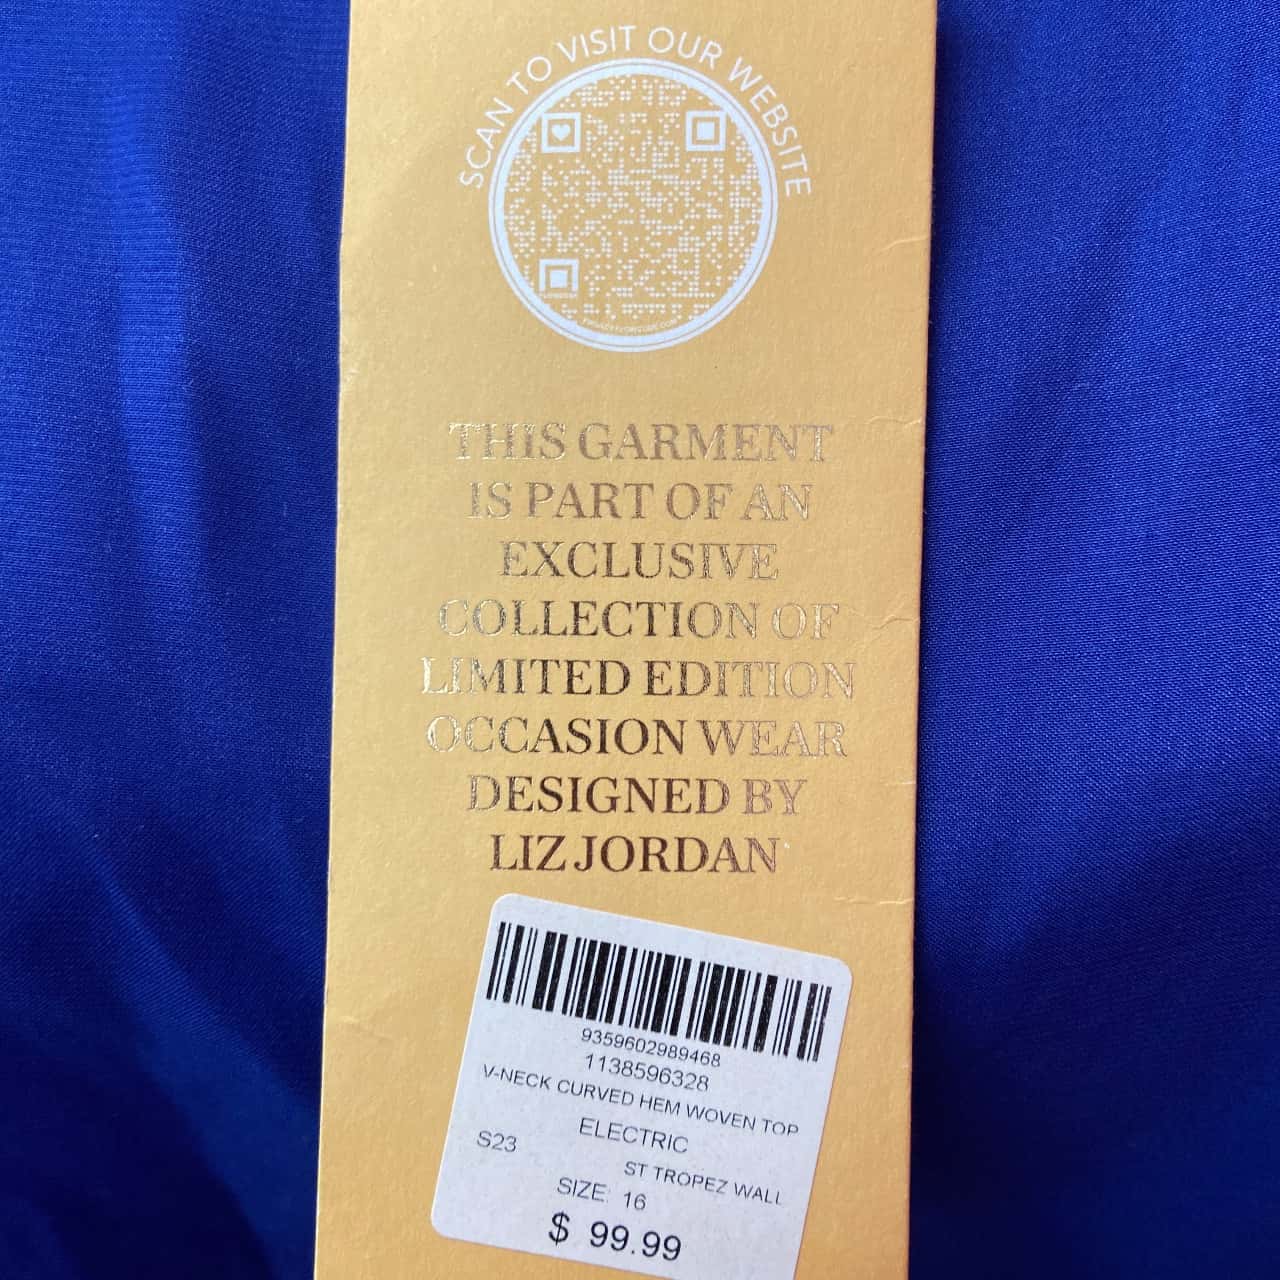 SCAN TO VISIT OUR WEBSITE
THIS GARMENT
IS PART OF AN
EXCLUSIVE
COLLECTION OF
LIMITED EDITION
OCCASION WEAR
DESIGNED BY
LIZ JORDAN
9359602989468
1138596328
V-NECK CURVED HEM WOVEN TOP
ELECTRIC
S23
ST TROPEZ WALL
SIZE: 16
$ 99.99